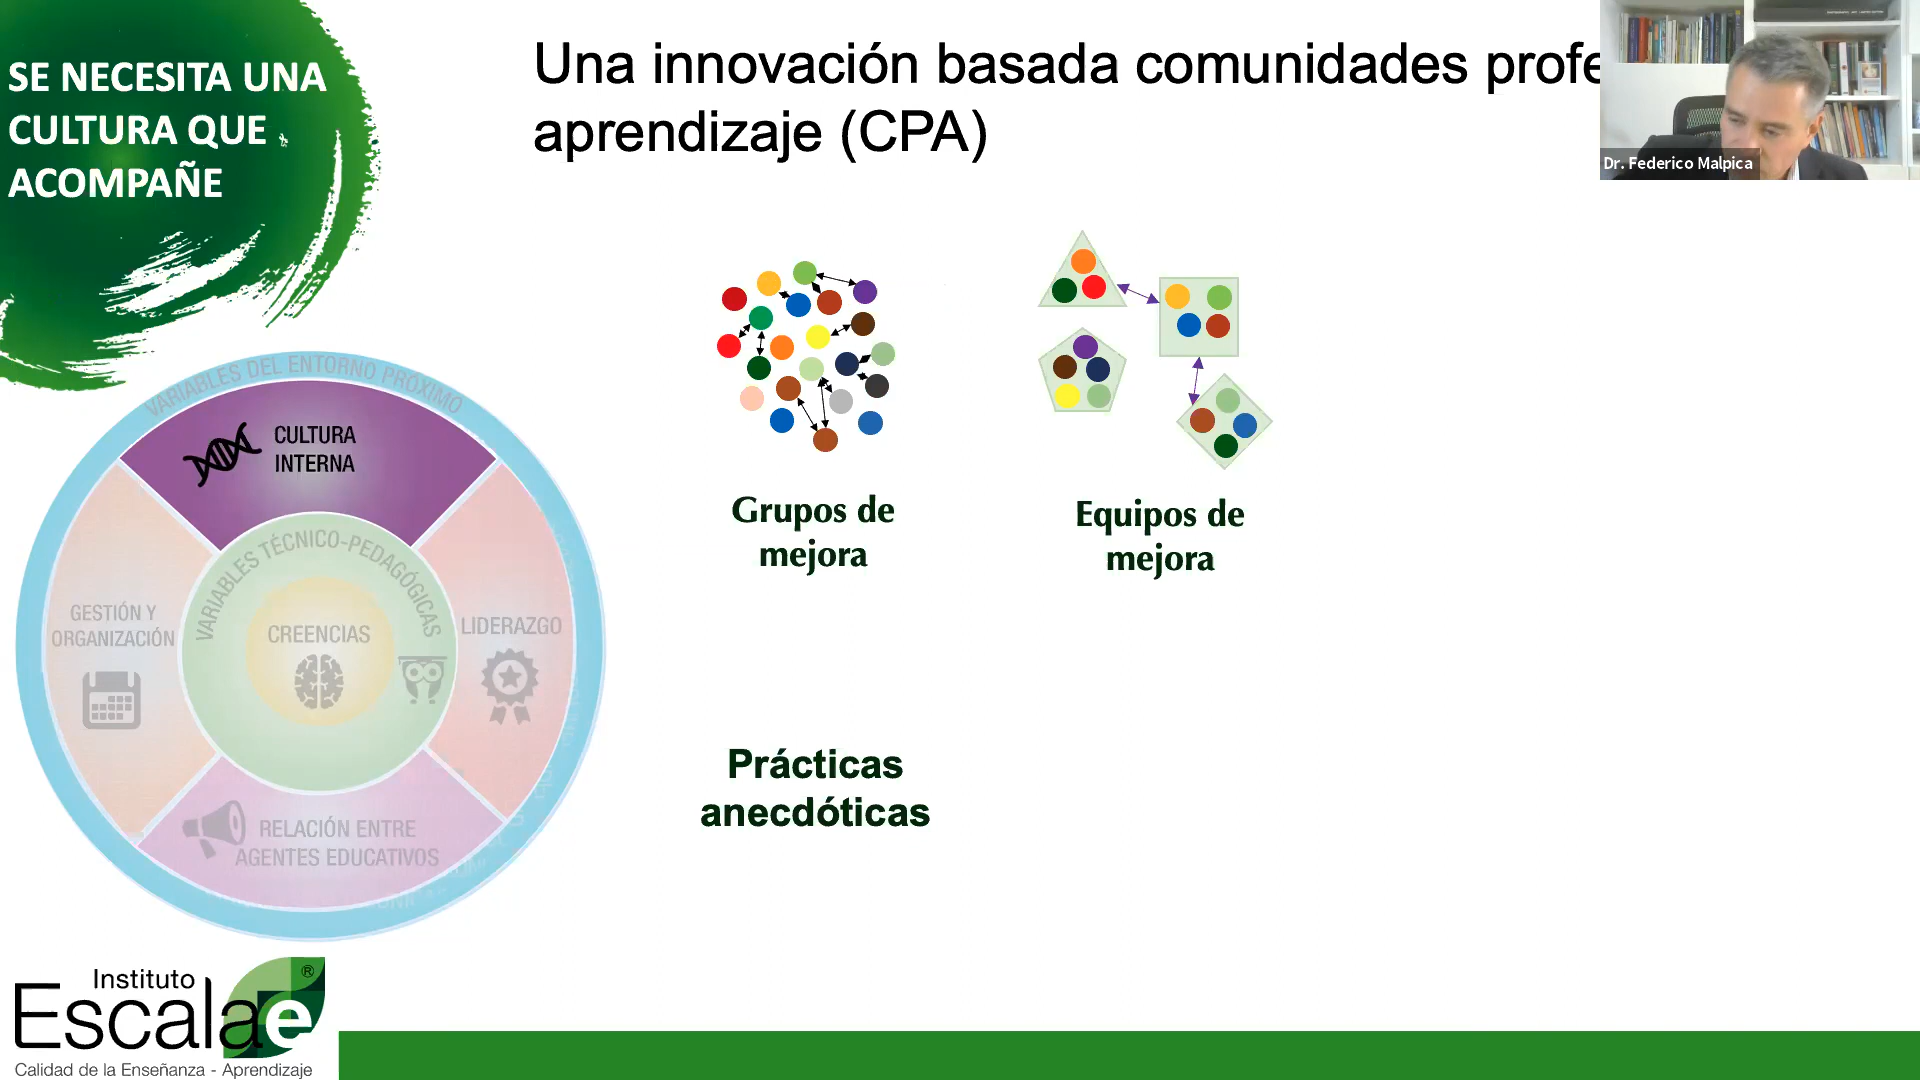 SE NECESITA UNA
CULTURA QUE
ACOMPAÑE
Una innovación basada comunidades
aprendizaje (CPA)
Dr. Federico Malpica
Grupos de
mejora
Equipos de
mejora
Prácticas
anecdóticas
VARIABLES DEL ENTORNO PRÓXIMO
CULTURA
INTERNA
VARIABLES TÉCNICO-PEDAGÓGICAS
GESTIÓN Y
ORGANIZACIÓN
CREENCIAS
LIDERAZGO
RELACIÓN ENTRE
AGENTES EDUCATIVOS
Instituto
Escalae
®
Calidad de la Enseñanza - Aprendizaje